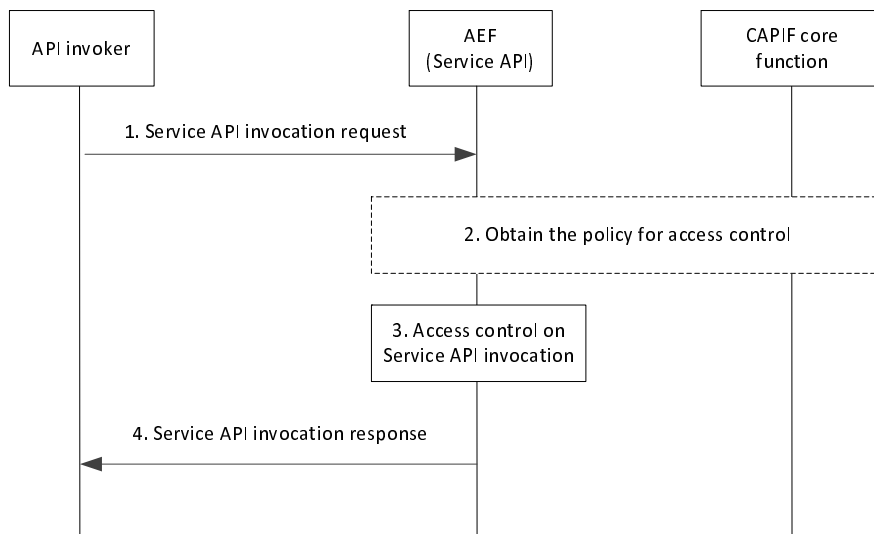 API invoker
AEF
(Service API)
CAPIF core
function
1. Service API invocation request
2. Obtain the policy for access control
3. Access control on
Service API invocation
4. Service API invocation response